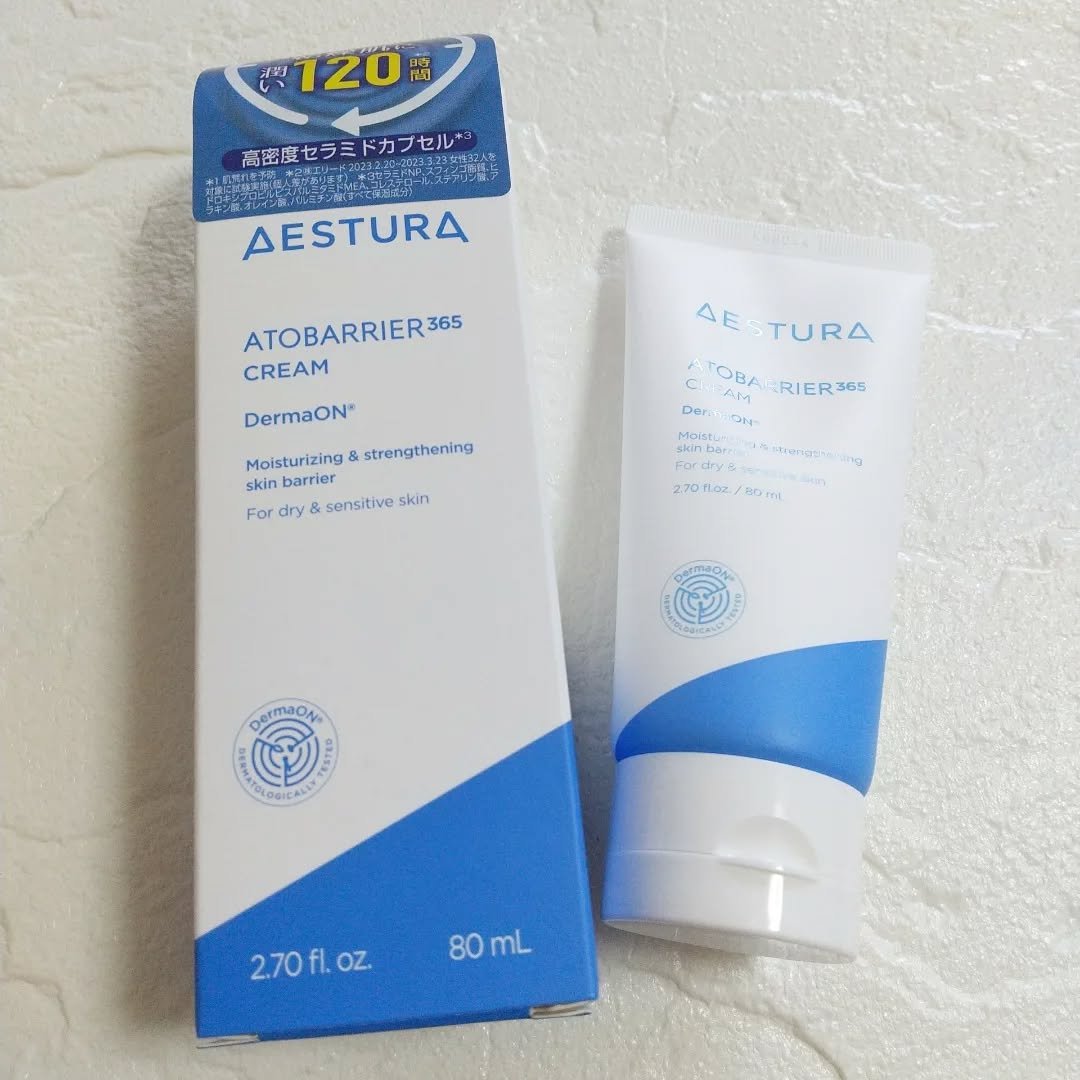 潤い120時間
高密度セラミドカプセル*3
*1 肌荒れを予防 *2㈱エリード 2023.2.20~2023.3.23 女性32人を
対象に試験実施(個人差があります) *3セラミドNP、スフィンゴ脂質、ヒ
ドロキシプロピルビスパルミタミドMEA、コレステロール、ステアリン酸、ア
ラキン酸、オレイン酸、パルミチン酸(すべて保湿成分)
AESTURA
ATOBARRIER365
CREAM
DermaON®
Moisturizing & strengthening
skin barrier
For dry & sensitive skin
DermaON®
DERMATOLOGICALLY TESTED
2.70 fl. oz. 80 mL
AESTURA
ATOBARRIER365
CREAM
DermaON®
Moisturizing & strengthening
skin barrier
For dry & sensitive skin
2.70 fl.oz. / 80 mL
DermaON®
DERMATOLOGICALLY TESTED